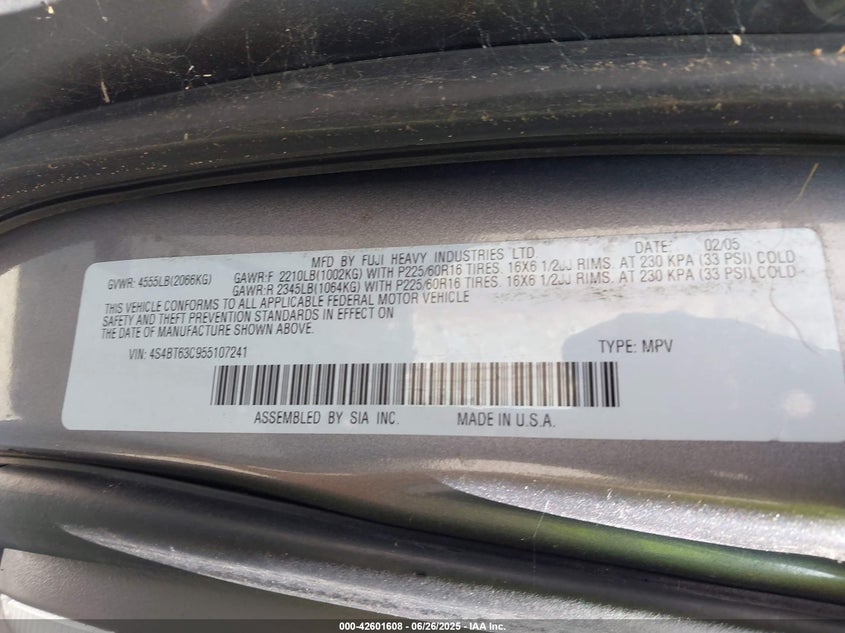 MFD BY FUJI HEAVY INDUSTRIES LTD DATE: 02/05
GVWR: 4555LB(2066KG) GAWR:F 2210LB(1002KG) WITH P225/60R16 TIRES. 16X6 1/2JJ RIMS. AT 230 KPA (33 PSI) COLD
GAWR:R 2345LB(1064KG) WITH P225/60R16 TIRES. 16X6 1/2JJ RIMS. AT 230 KPA (33 PSI) COLD
THIS VEHICLE CONFORMS TO ALL APPLICABLE FEDERAL MOTOR VEHICLE
SAFETY AND THEFT PREVENTION STANDARDS IN EFFECT ON
THE DATE OF MANUFACTURE SHOWN ABOVE.
VIN: 4S4BT63C955107241 TYPE: MPV
ASSEMBLED BY SIA INC. MADE IN U.S.A.
000-42601608 - 06/26/2025 - IAA Inc.